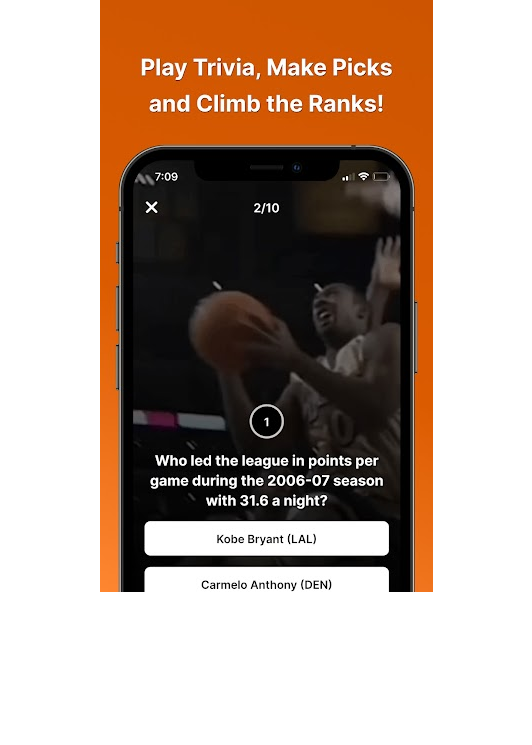 Play Trivia, Make Picks
and Climb the Ranks!
7:09
2/10
1
Who led the league in points per
game during the 2006-07 season
with 31.6 a night?
Kobe Bryant (LAL)
Carmelo Anthony (DEN)